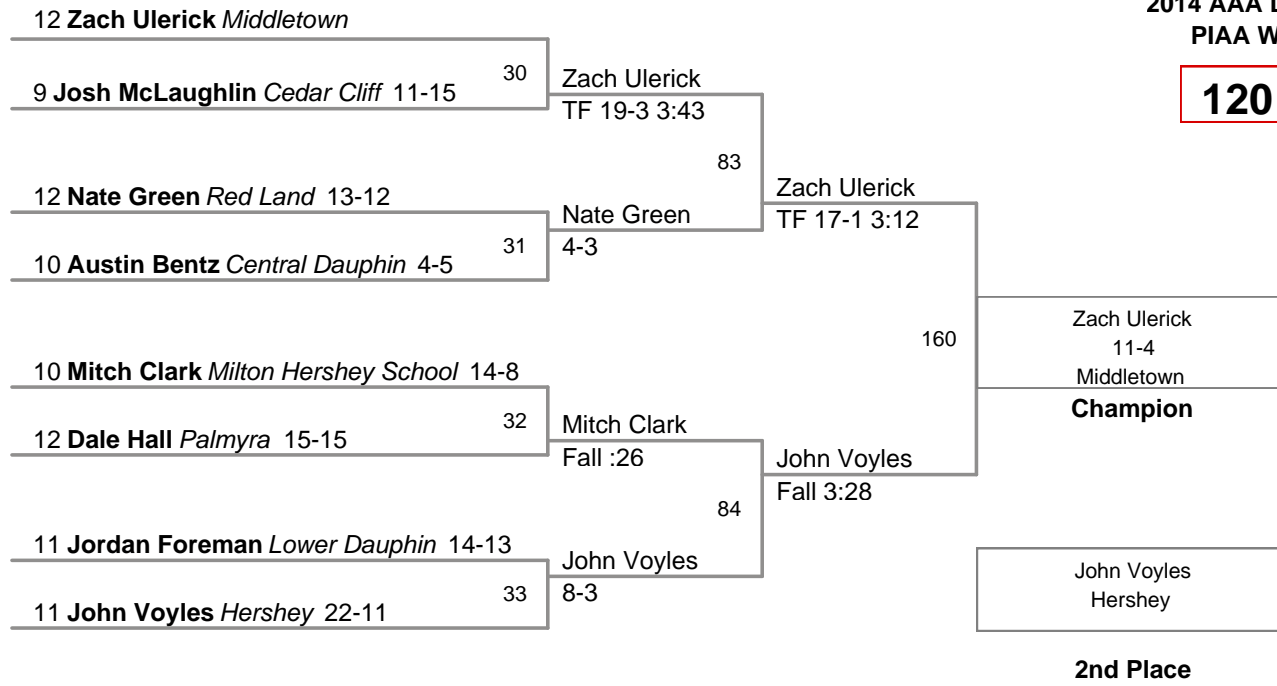 2014 AAA
PIAA W
120
12 Zach Ulerick Middletown
9 Josh McLaughlin Cedar Cliff 11-15
30
Zach Ulerick
TF 19-3 3:43
12 Nate Green Red Land 13-12
10 Austin Bentz Central Dauphin 4-5
31
Nate Green
4-3
83
Zach Ulerick
TF 17-1 3:12
10 Mitch Clark Milton Hershey School 14-8
12 Dale Hall Palmyra 15-15
32
Mitch Clark
Fall :26
11 Jordan Foreman Lower Dauphin 14-13
11 John Voyles Hershey 22-11
33
John Voyles
8-3
84
John Voyles
Fall 3:28
160
Zach Ulerick
11-4
Middletown
Champion
John Voyles
Hershey
2nd Place